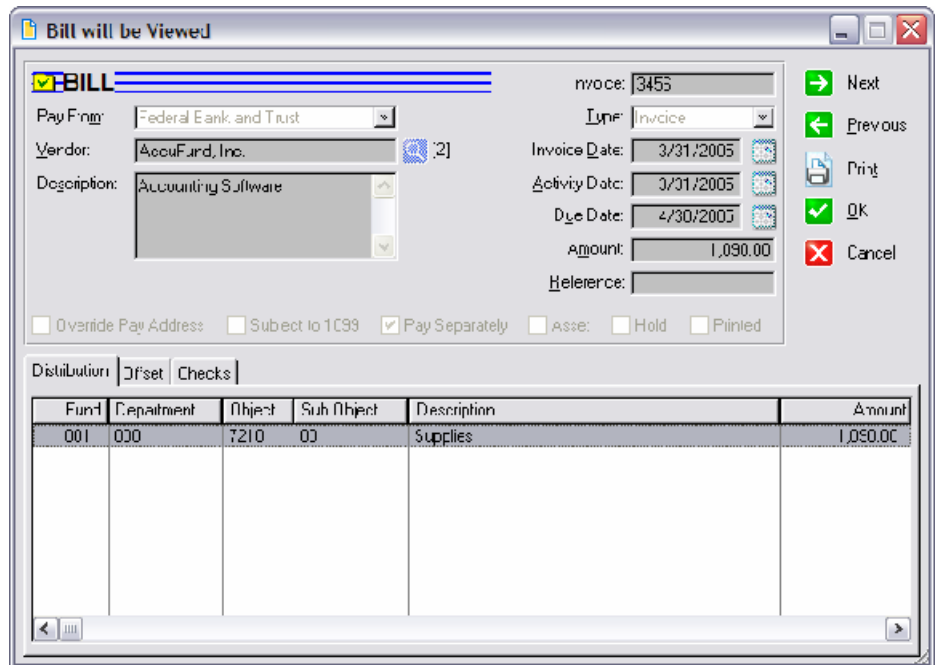 Bill will be Viewed
BILL
Invoice: 3456
Next
Pay From: Federal Bank and Trust
Type: Invoice
Previous
Vendor: AccuFund, Inc. [2]
Invoice Date: 3/31/2005
Print
Description: Accounting Software
Activity Date: 3/31/2005
Due Date: 4/30/2005
OK
Amount: 1,090.00
Cancel
Reference:
Override Pay Address Subject to 1099 Pay Separately Asset Hold Printed
Distribution Offset Checks
Fund Department Object Sub Object Description Amount
001 000 7210 00 Supplies 1,090.00